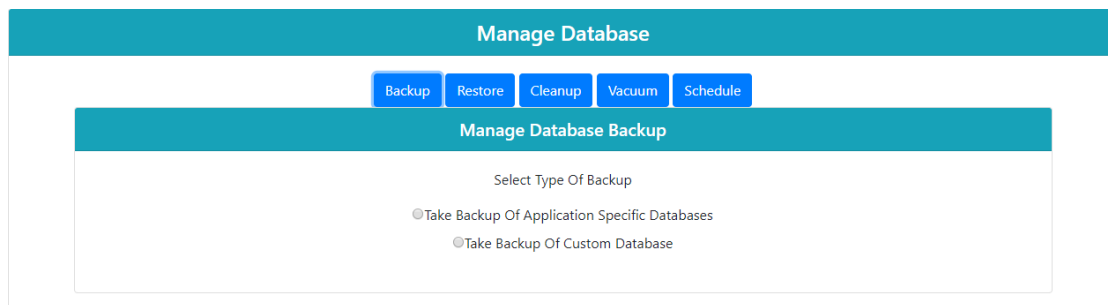 Manage Database
Backup Restore Cleanup Vacuum Schedule
Manage Database Backup
Select Type Of Backup
Take Backup Of Application Specific Databases
Take Backup Of Custom Database